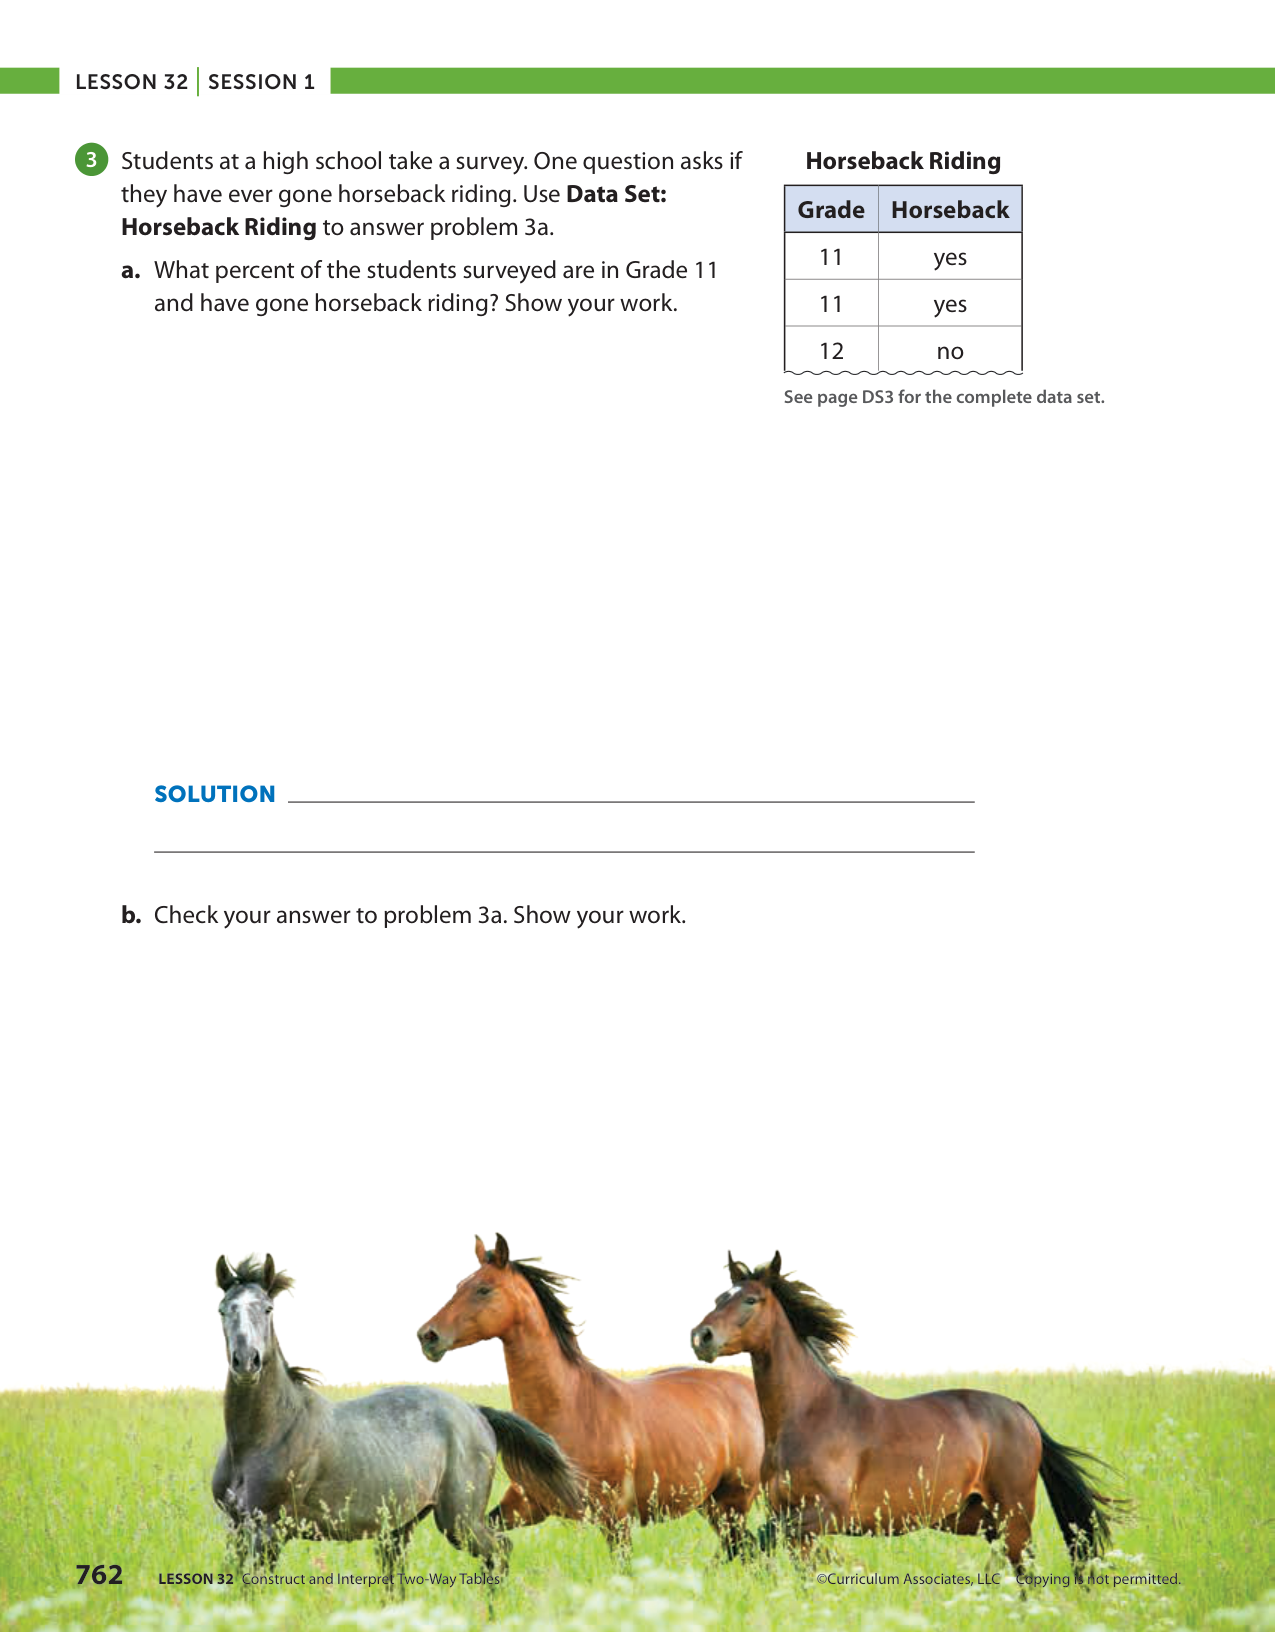 LESSON 32 | SESSION 1
3 Students at a high school take a survey. One question asks if
they have ever gone horseback riding. Use Data Set:
Horseback Riding to answer problem 3a.
a. What percent of the students surveyed are in Grade 11
and have gone horseback riding? Show your work.
Horseback Riding
Grade Horseback
11 yes
11 yes
12 no
See page DS3 for the complete data set.
SOLUTION
b. Check your answer to problem 3a. Show your work.
762 LESSON 32 Construct and Interpret Two-Way Tables ©Curriculum Associates, LLC Copying is not permitted.